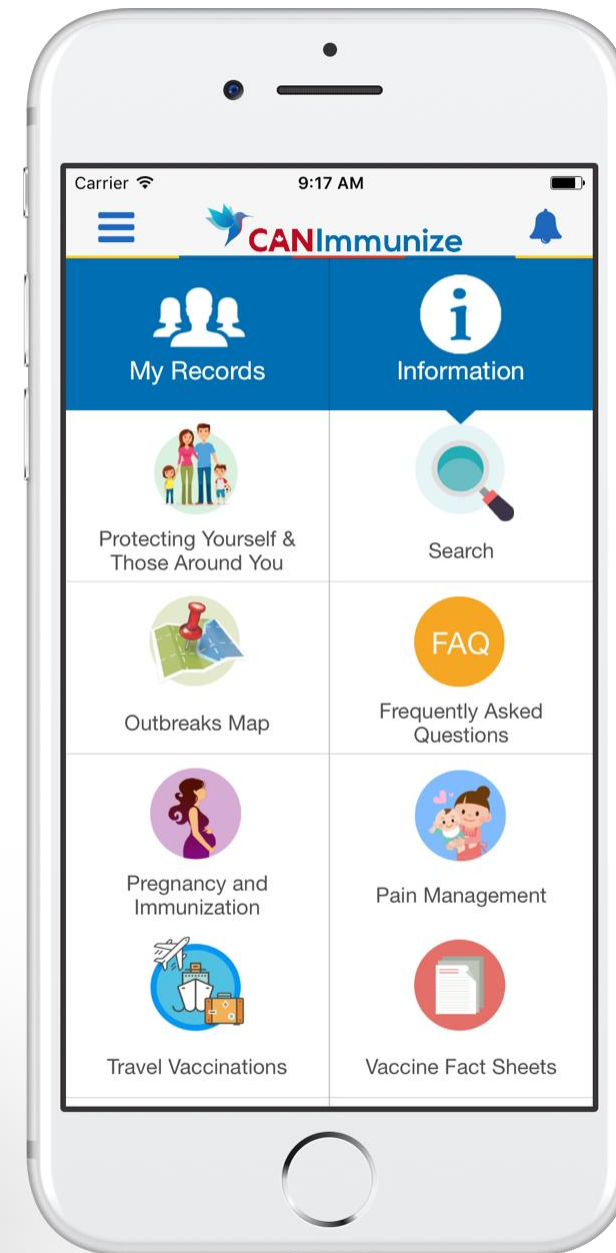 Carrier 9:17 AM
CANImmunize
My Records Information
Protecting Yourself &
Those Around You
Search
Outbreaks Map
FAQ
Frequently Asked
Questions
Pregnancy and
Immunization
Pain Management
Travel Vaccinations
Vaccine Fact Sheets